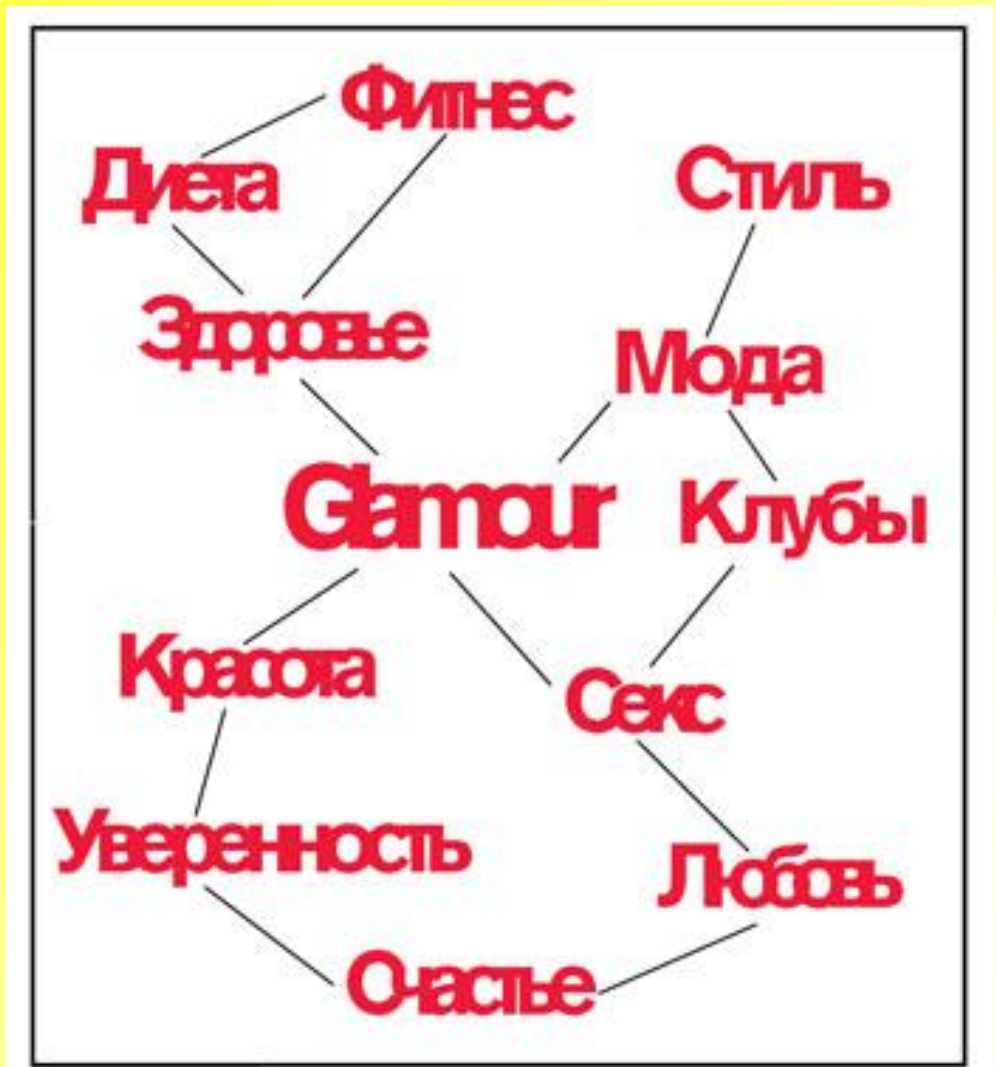 Фитнес
Диета
Стиль
Здоровье
Мода
Glamour
Клубы
Красота
Секс
Уверенность
Любовь
Счастье